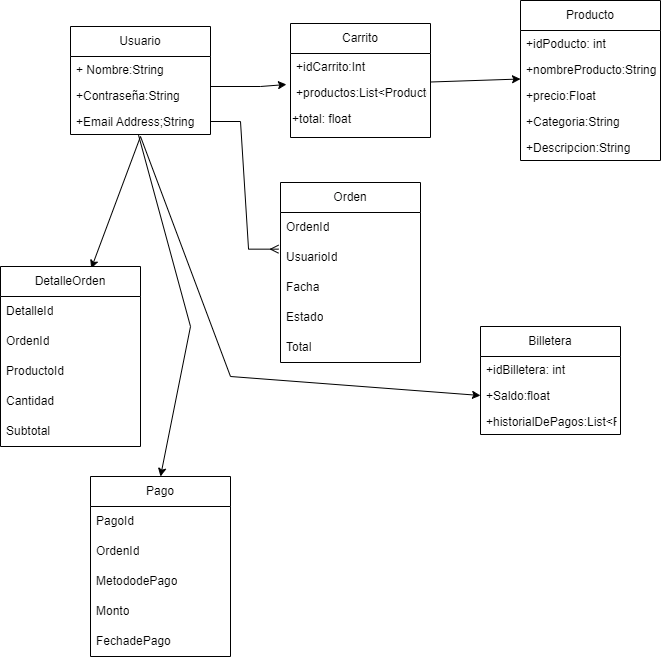 Usuario
+ Nombre:String
+Contraseña:String
+Email Address;String
Carrito
+idCarrito:Int
+productos:List<Product
+total: float
Producto
+idPoducto: int
+nombreProducto:String
+precio:Float
+Categoria:String
+Descripcion:String
Orden
OrdenId
UsuarioId
Facha
Estado
Total
DetalleOrden
DetalleId
OrdenId
ProductoId
Cantidad
Subtotal
Billetera
+idBilletera: int
+Saldo:float
+historialDePagos:List<F
Pago
PagoId
OrdenId
MetododePago
Monto
FechadePago